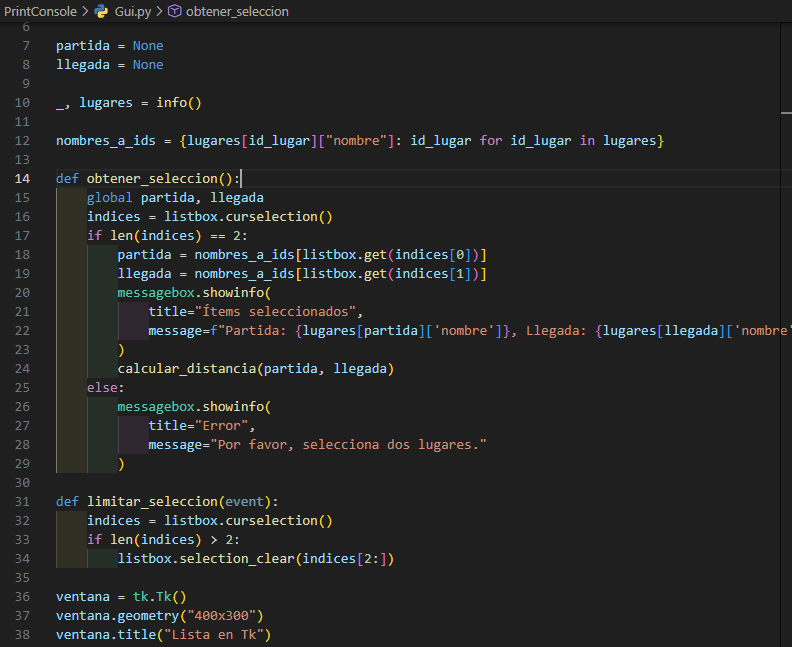 PrintConsole > Gui.py > obtener_seleccion
6
7 partida = None
8 llegada = None
9
10 _, lugares = info()
11
12 nombres_a_ids = {lugares[id_lugar]["nombre"]: id_lugar for id_lugar in lugares}
13
14 def obtener_seleccion():
15     global partida, llegada
16     indices = listbox.curselection()
17     if len(indices) == 2:
18         partida = nombres_a_ids[listbox.get(indices[0])]
19         llegada = nombres_a_ids[listbox.get(indices[1])]
20         messagebox.showinfo(
21             title="Ítems seleccionados",
22             message=f"Partida: {lugares[partida]['nombre']}, Llegada: {lugares[llegada]['nombre'
23         )
24         calcular_distancia(partida, llegada)
25     else:
26         messagebox.showinfo(
27             title="Error",
28             message="Por favor, selecciona dos lugares."
29         )
30
31 def limitar_seleccion(event):
32     indices = listbox.curselection()
33     if len(indices) > 2:
34         listbox.selection_clear(indices[2:])
35
36 ventana = tk.Tk()
37 ventana.geometry("400x300")
38 ventana.title("Lista en Tk")